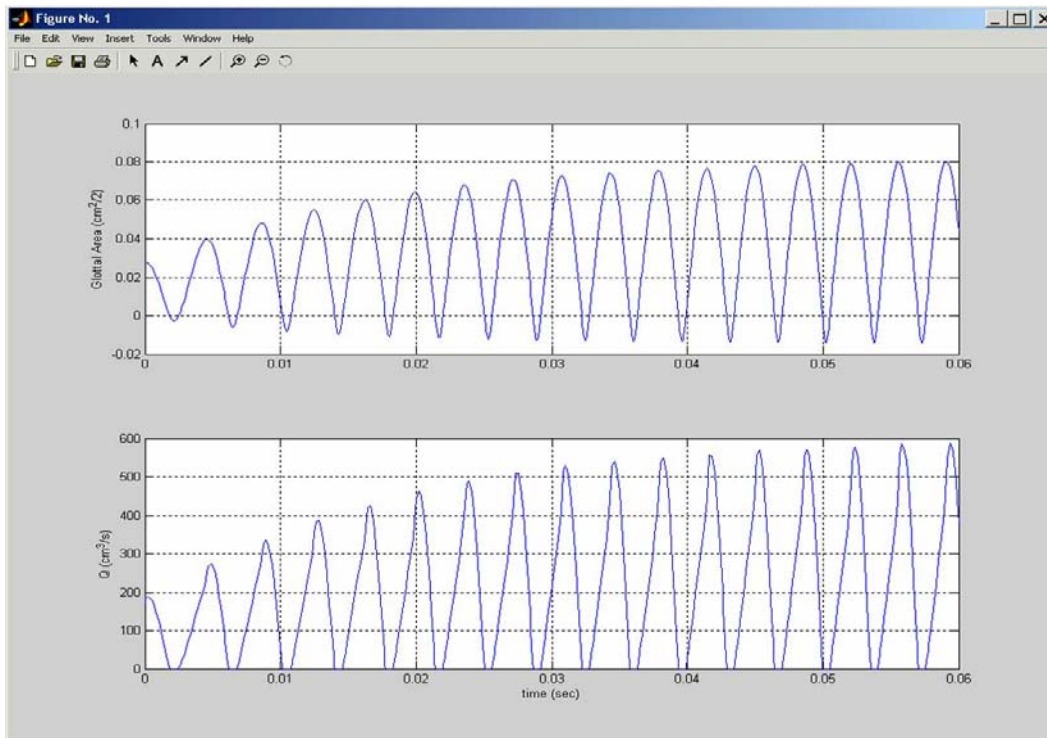 Figure No. 1
File Edit View Insert Tools Window Help
A
0.1
0.08
0.06
0.04
0.02
0
-0.02
Glottal Area (cm²/2)
0 0.01 0.02 0.03 0.04 0.05 0.06
600
500
400
300
200
100
0
Q (cm³/s)
0 0.01 0.02 0.03 0.04 0.05 0.06
time (sec)